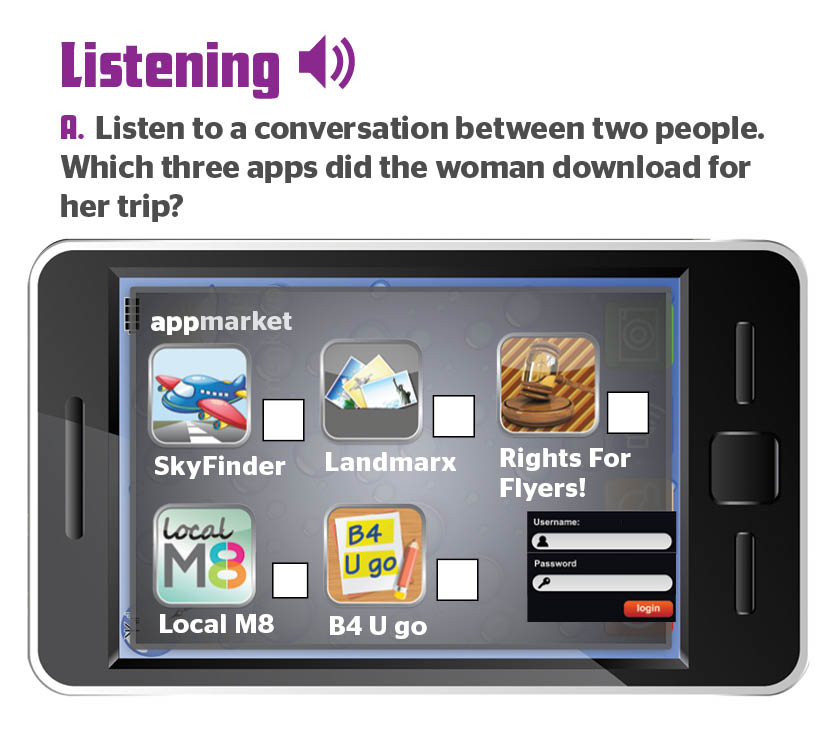 Listening
A. Listen to a conversation between two people.
Which three apps did the woman download for
her trip?
appmarket
SkyFinder
Landmarx
Rights For
Flyers!
local
M8
Local M8
B4
U go
B4 U go
Username:
Password
login